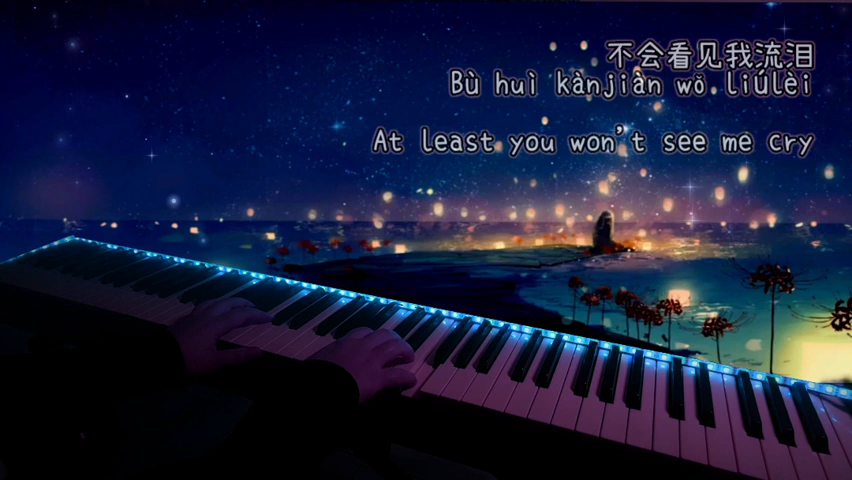 不会看见我流泪
Bù huì kànjiàn wǒ liúlèi
At least you won't see me cry